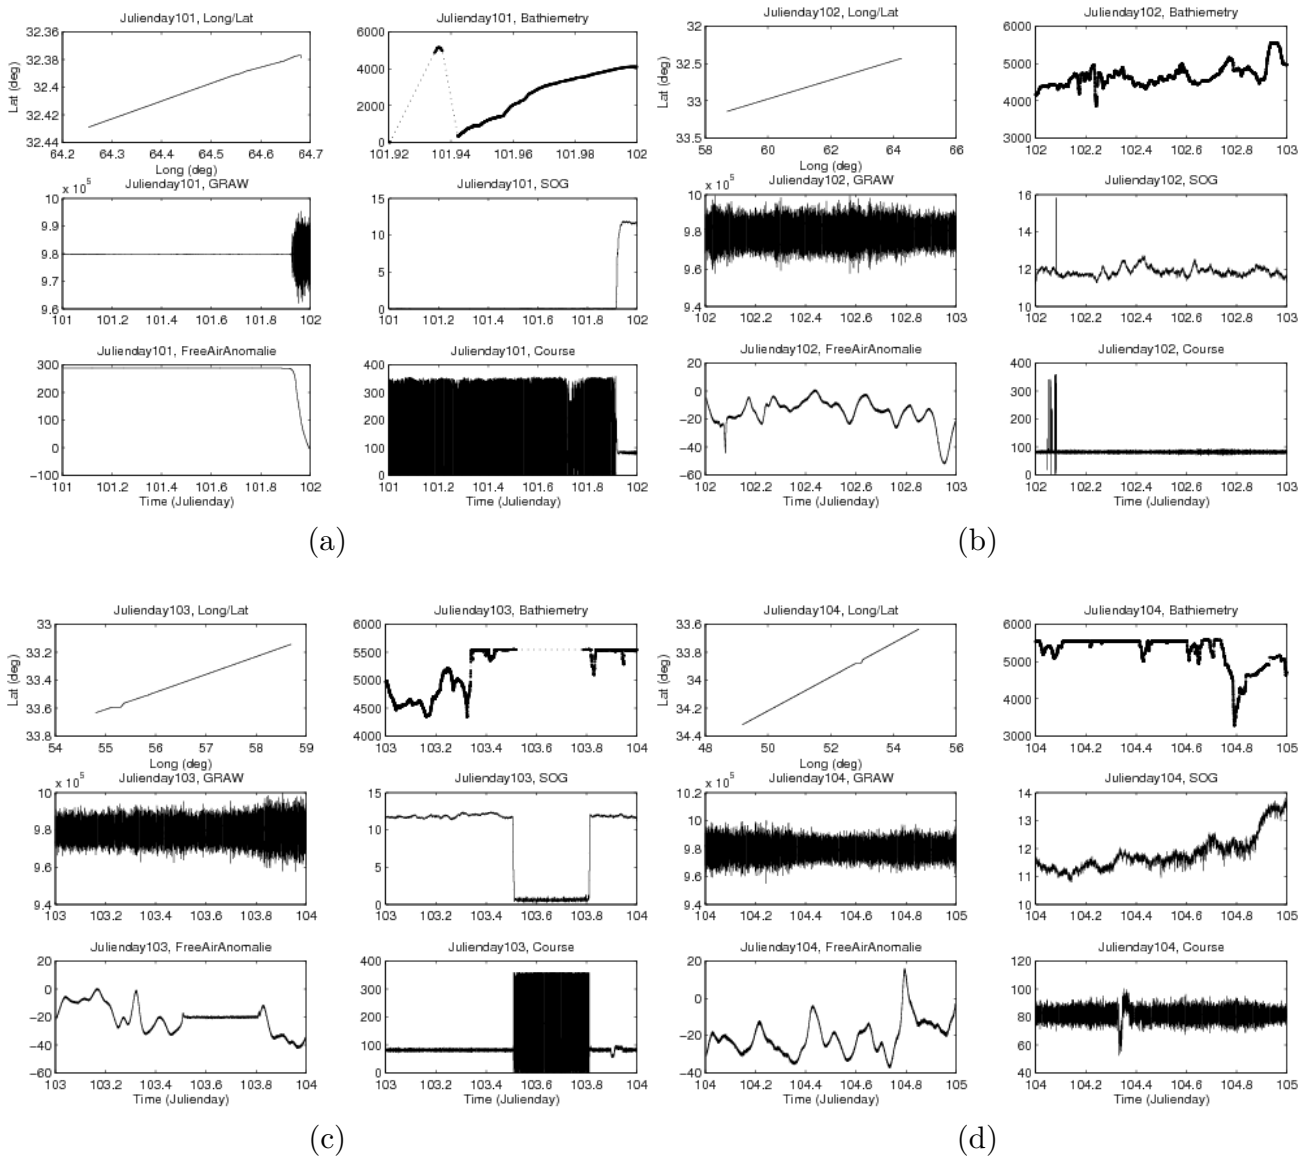 Julienday101, Long/Lat
Lat (deg)
32.36
32.38
32.4
32.42
32.44
64.2 64.3 64.4 64.5 64.6 64.7
Long (deg)
Julienday101, Bathiemetry
6000
4000
2000
0
101.92 101.94 101.96 101.98 102
Julienday101, GRAW
x 10^5
10
9.9
9.8
9.7
9.6
101 101.2 101.4 101.6 101.8 102
Julienday101, SOG
15
10
5
0
101 101.2 101.4 101.6 101.8 102
Julienday101, FreeAirAnomalie
300
200
100
0
−100
101 101.2 101.4 101.6 101.8 102
Time (Julienday)
Julienday101, Course
400
300
200
100
0
101 101.2 101.4 101.6 101.8 102
Time (Julienday)
(a)
Julienday102, Long/Lat
Lat (deg)
32
32.5
33
33.5
58 60 62 64 66
Long (deg)
Julienday102, Bathiemetry
6000
5000
4000
3000
102 102.2 102.4 102.6 102.8 103
Julienday102, GRAW
x 10^5
10
9.8
9.6
9.4
102 102.2 102.4 102.6 102.8 103
Julienday102, SOG
16
14
12
10
102 102.2 102.4 102.6 102.8 103
Julienday102, FreeAirAnomalie
20
0
−20
−40
−60
102 102.2 102.4 102.6 102.8 103
Time (Julienday)
Julienday102, Course
400
300
200
100
0
102 102.2 102.4 102.6 102.8 103
Time (Julienday)
(b)
Julienday103, Long/Lat
Lat (deg)
33
33.2
33.4
33.6
33.8
54 55 56 57 58 59
Long (deg)
Julienday103, Bathiemetry
6000
5500
5000
4500
4000
103 103.2 103.4 103.6 103.8 104
Julienday103, GRAW
x 10^5
10
9.8
9.6
9.4
103 103.2 103.4 103.6 103.8 104
Julienday103, SOG
15
10
5
0
103 103.2 103.4 103.6 103.8 104
Julienday103, FreeAirAnomalie
20
0
−20
−40
−60
103 103.2 103.4 103.6 103.8 104
Time (Julienday)
Julienday103, Course
400
300
200
100
0
103 103.2 103.4 103.6 103.8 104
Time (Julienday)
(c)
Julienday104, Long/Lat
Lat (deg)
33.6
33.8
34
34.2
34.4
48 50 52 54 56
Long (deg)
Julienday104, Bathiemetry
6000
5000
4000
3000
104 104.2 104.4 104.6 104.8 105
Julienday104, GRAW
x 10^5
10.2
10
9.8
9.6
9.4
104 104.2 104.4 104.6 104.8 105
Julienday104, SOG
14
13
12
11
10
104 104.2 104.4 104.6 104.8 105
Julienday104, FreeAirAnomalie
20
0
−20
−40
104 104.2 104.4 104.6 104.8 105
Time (Julienday)
Julienday104, Course
120
100
80
60
40
104 104.2 104.4 104.6 104.8 105
Time (Julienday)
(d)